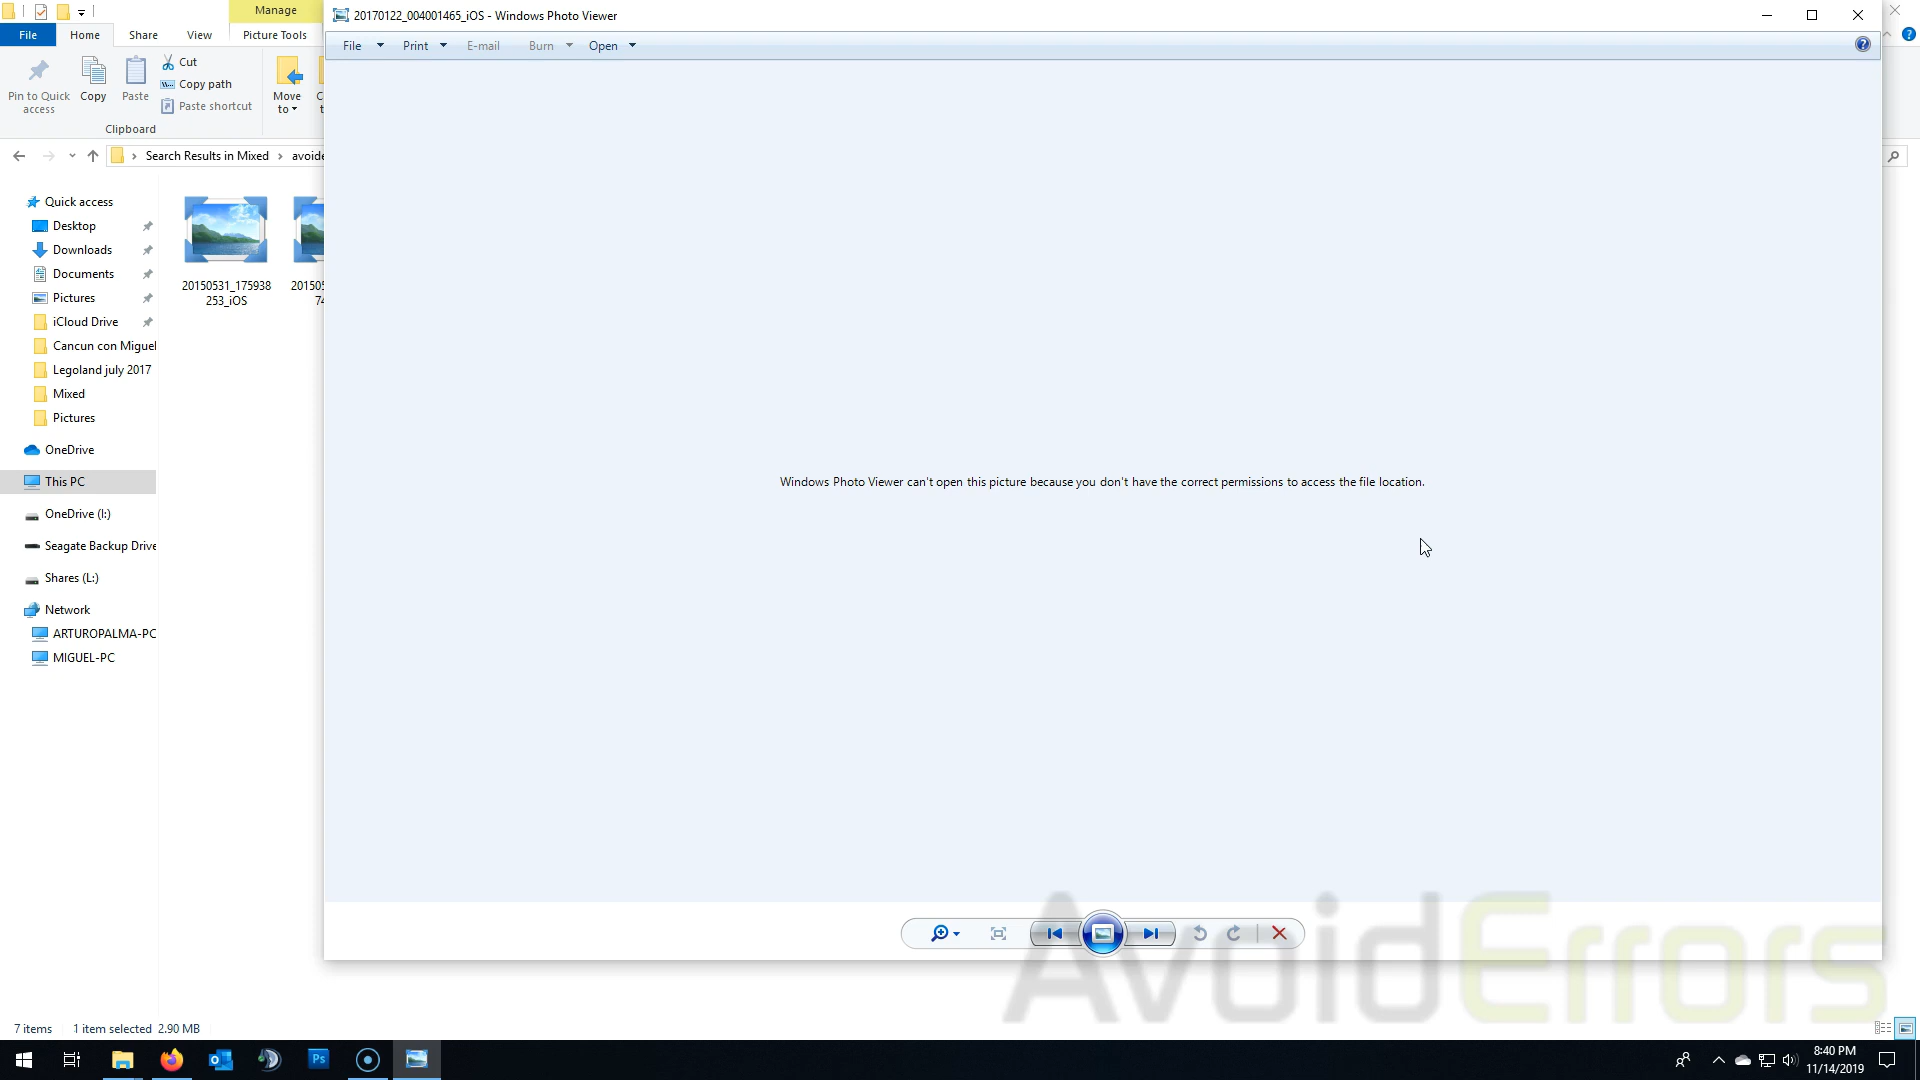 Manage
20170122_004001465_iOS - Windows Photo Viewer
File Home Share View Picture Tools
File Print E-mail Burn Open
Pin to Quick access
Copy
Paste
Cut
Copy path
Paste shortcut
Move to
Clipboard
Search Results in Mixed
Quick access
Desktop
Downloads
Documents
Pictures
iCloud Drive
Cancun con Miguel
Legoland july 2017
Mixed
Pictures
OneDrive
This PC
OneDrive (I:)
Seagate Backup Drive
Shares (L:)
Network
ARTUROPALMA-PC
MIGUEL-PC
20150531_175938
253_iOS
Windows Photo Viewer can't open this picture because you don't have the correct permissions to access the file location.
AvoidErrors
7 items 1 item selected 2.90 MB
Ps
8:40 PM
11/14/2019